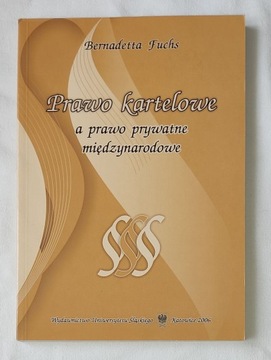 Bernadetta Fuchs
Prawo kartelowe
a prawo prywatne
międzynarodowe
§§§
Wydawnictwo Uniwersytetu Śląskiego Katowice 2006